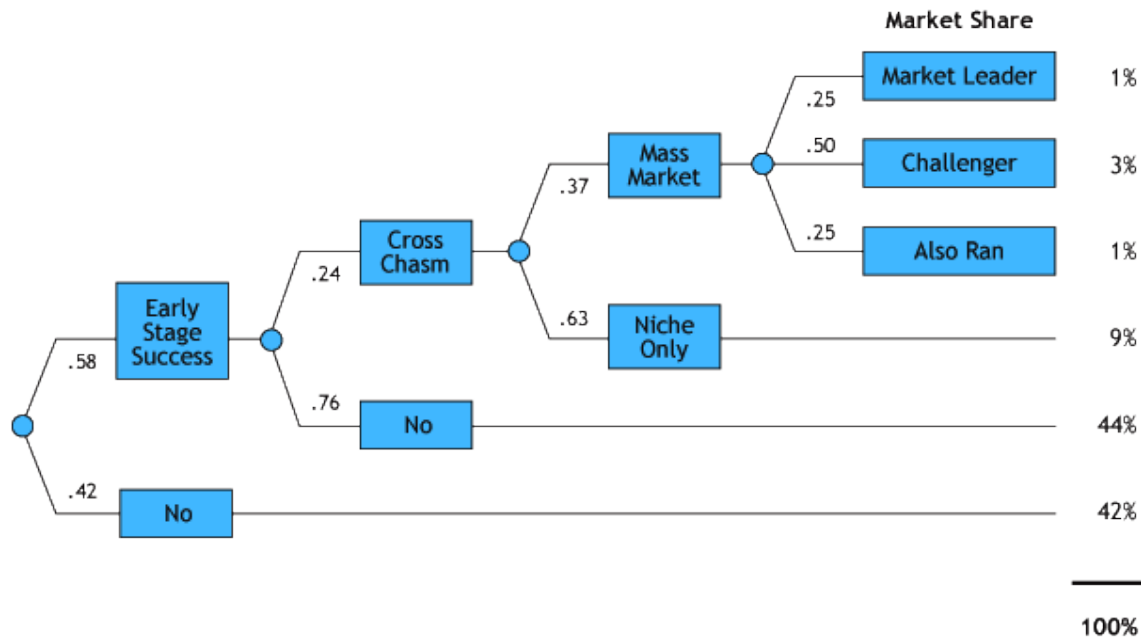 Market Share
Market Leader
1%
.25
.50
Challenger
3%
.25
Also Ran
1%
Mass
Market
.37
Cross
Chasm
.24
.63
Niche
Only
9%
Early
Stage
Success
.58
.76
No
44%
.42
No
42%
100%